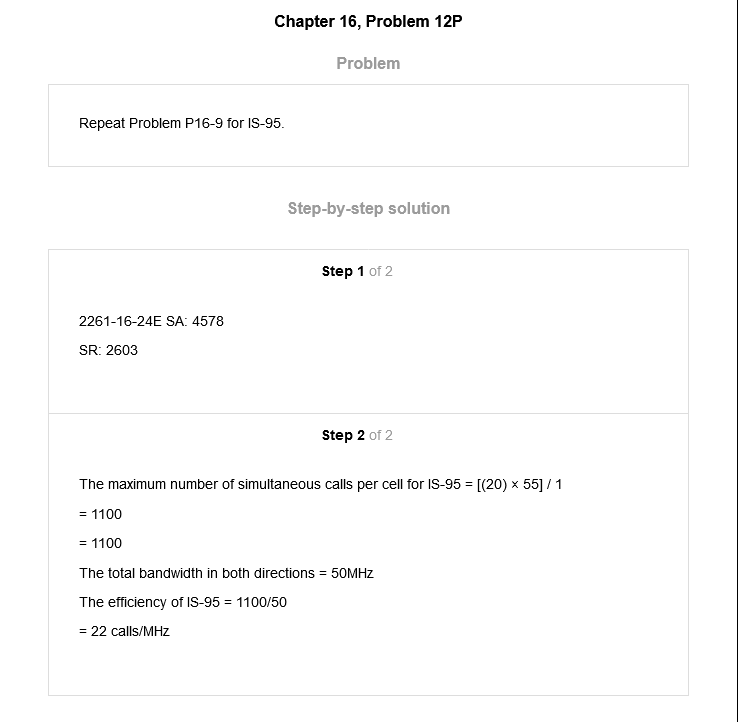 Chapter 16, Problem 12P
Problem
Repeat Problem P16-9 for IS-95.
Step-by-step solution
Step 1 of 2
2261-16-24E SA: 4578
SR: 2603
Step 2 of 2
The maximum number of simultaneous calls per cell for IS-95 = [(20) × 55] / 1
= 1100
= 1100
The total bandwidth in both directions = 50MHz
The efficiency of IS-95 = 1100/50
= 22 calls/MHz